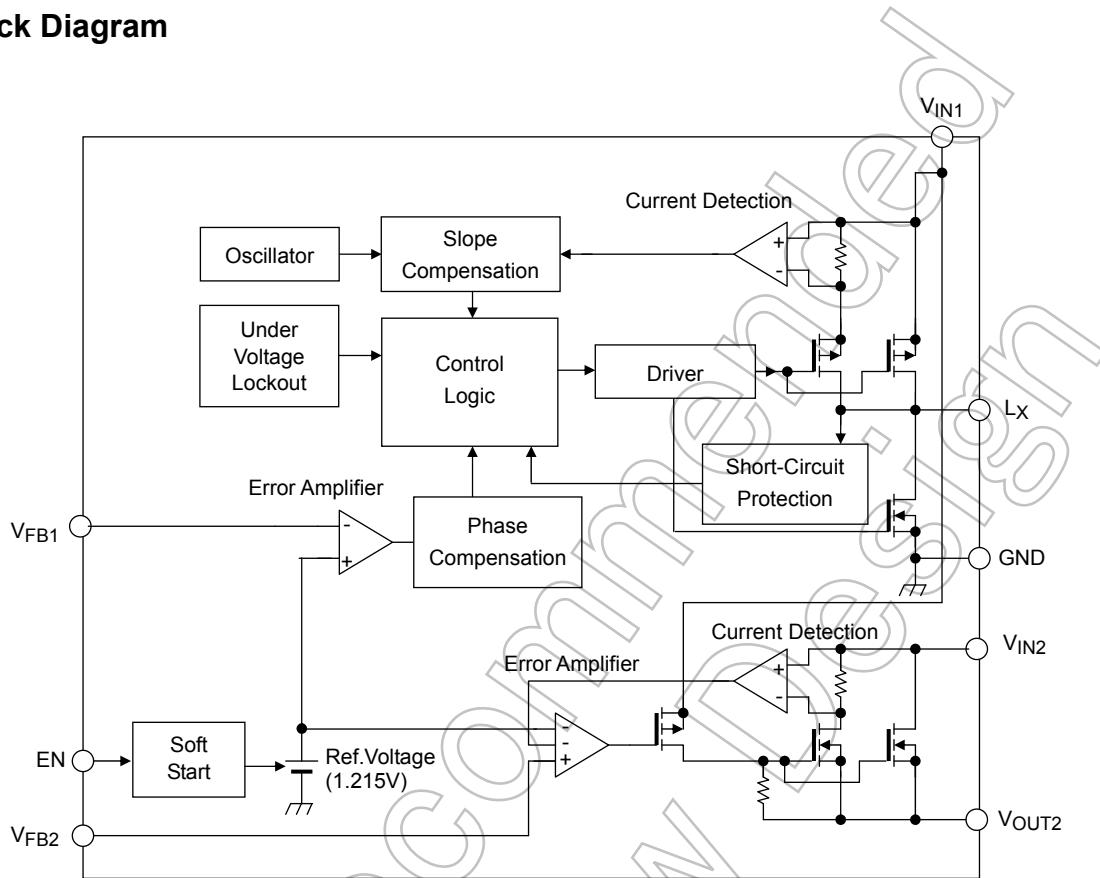 ck Diagram
VIN1
Current Detection
+
-
Oscillator
Slope
Compensation
Under
Voltage
Lockout
Control
Logic
Driver
LX
Short-Circuit
Protection
Error Amplifier
VFB1
-
+
Phase
Compensation
GND
Current Detection
VIN2
Error Amplifier
+
-
EN
Soft
Start
Ref.Voltage
(1.215V)
-
+
VFB2
VOUT2
commended
w Design